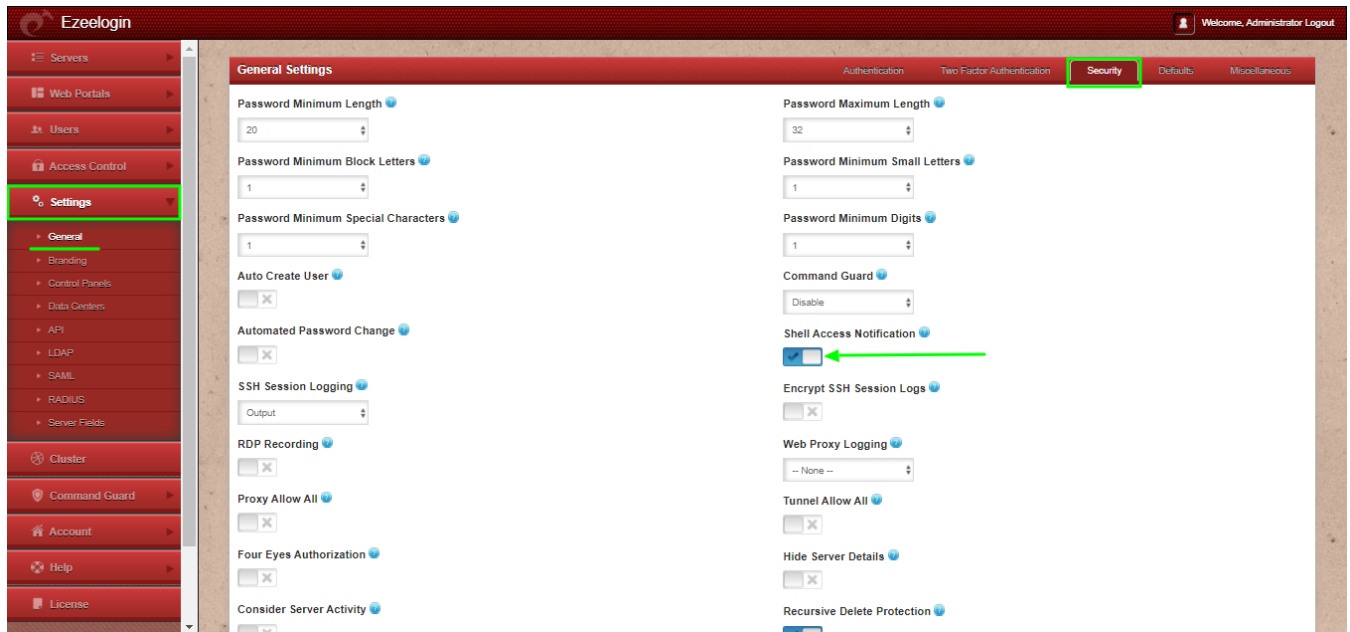 Ezeelogin
Welcome, Administrator Logout
Servers
Web Portals
Users
Access Control
Settings
General
Branding
Control Panels
Data Centers
API
LDAP
SAML
RADIUS
Server Fields
Cluster
Command Guard
Account
Help
License
General Settings
Authentication Two Factor Authentication Security Defaults Miscellaneous
Password Minimum Length Password Maximum Length
20 32
Password Minimum Block Letters Password Minimum Small Letters
1 1
Password Minimum Special Characters Password Minimum Digits
1 1
Auto Create User Command Guard
Disable
Automated Password Change Shell Access Notification
SSH Session Logging Encrypt SSH Session Logs
Output
RDP Recording Web Proxy Logging
-- None --
Proxy Allow All Tunnel Allow All
Four Eyes Authorization Hide Server Details
Consider Server Activity Recursive Delete Protection